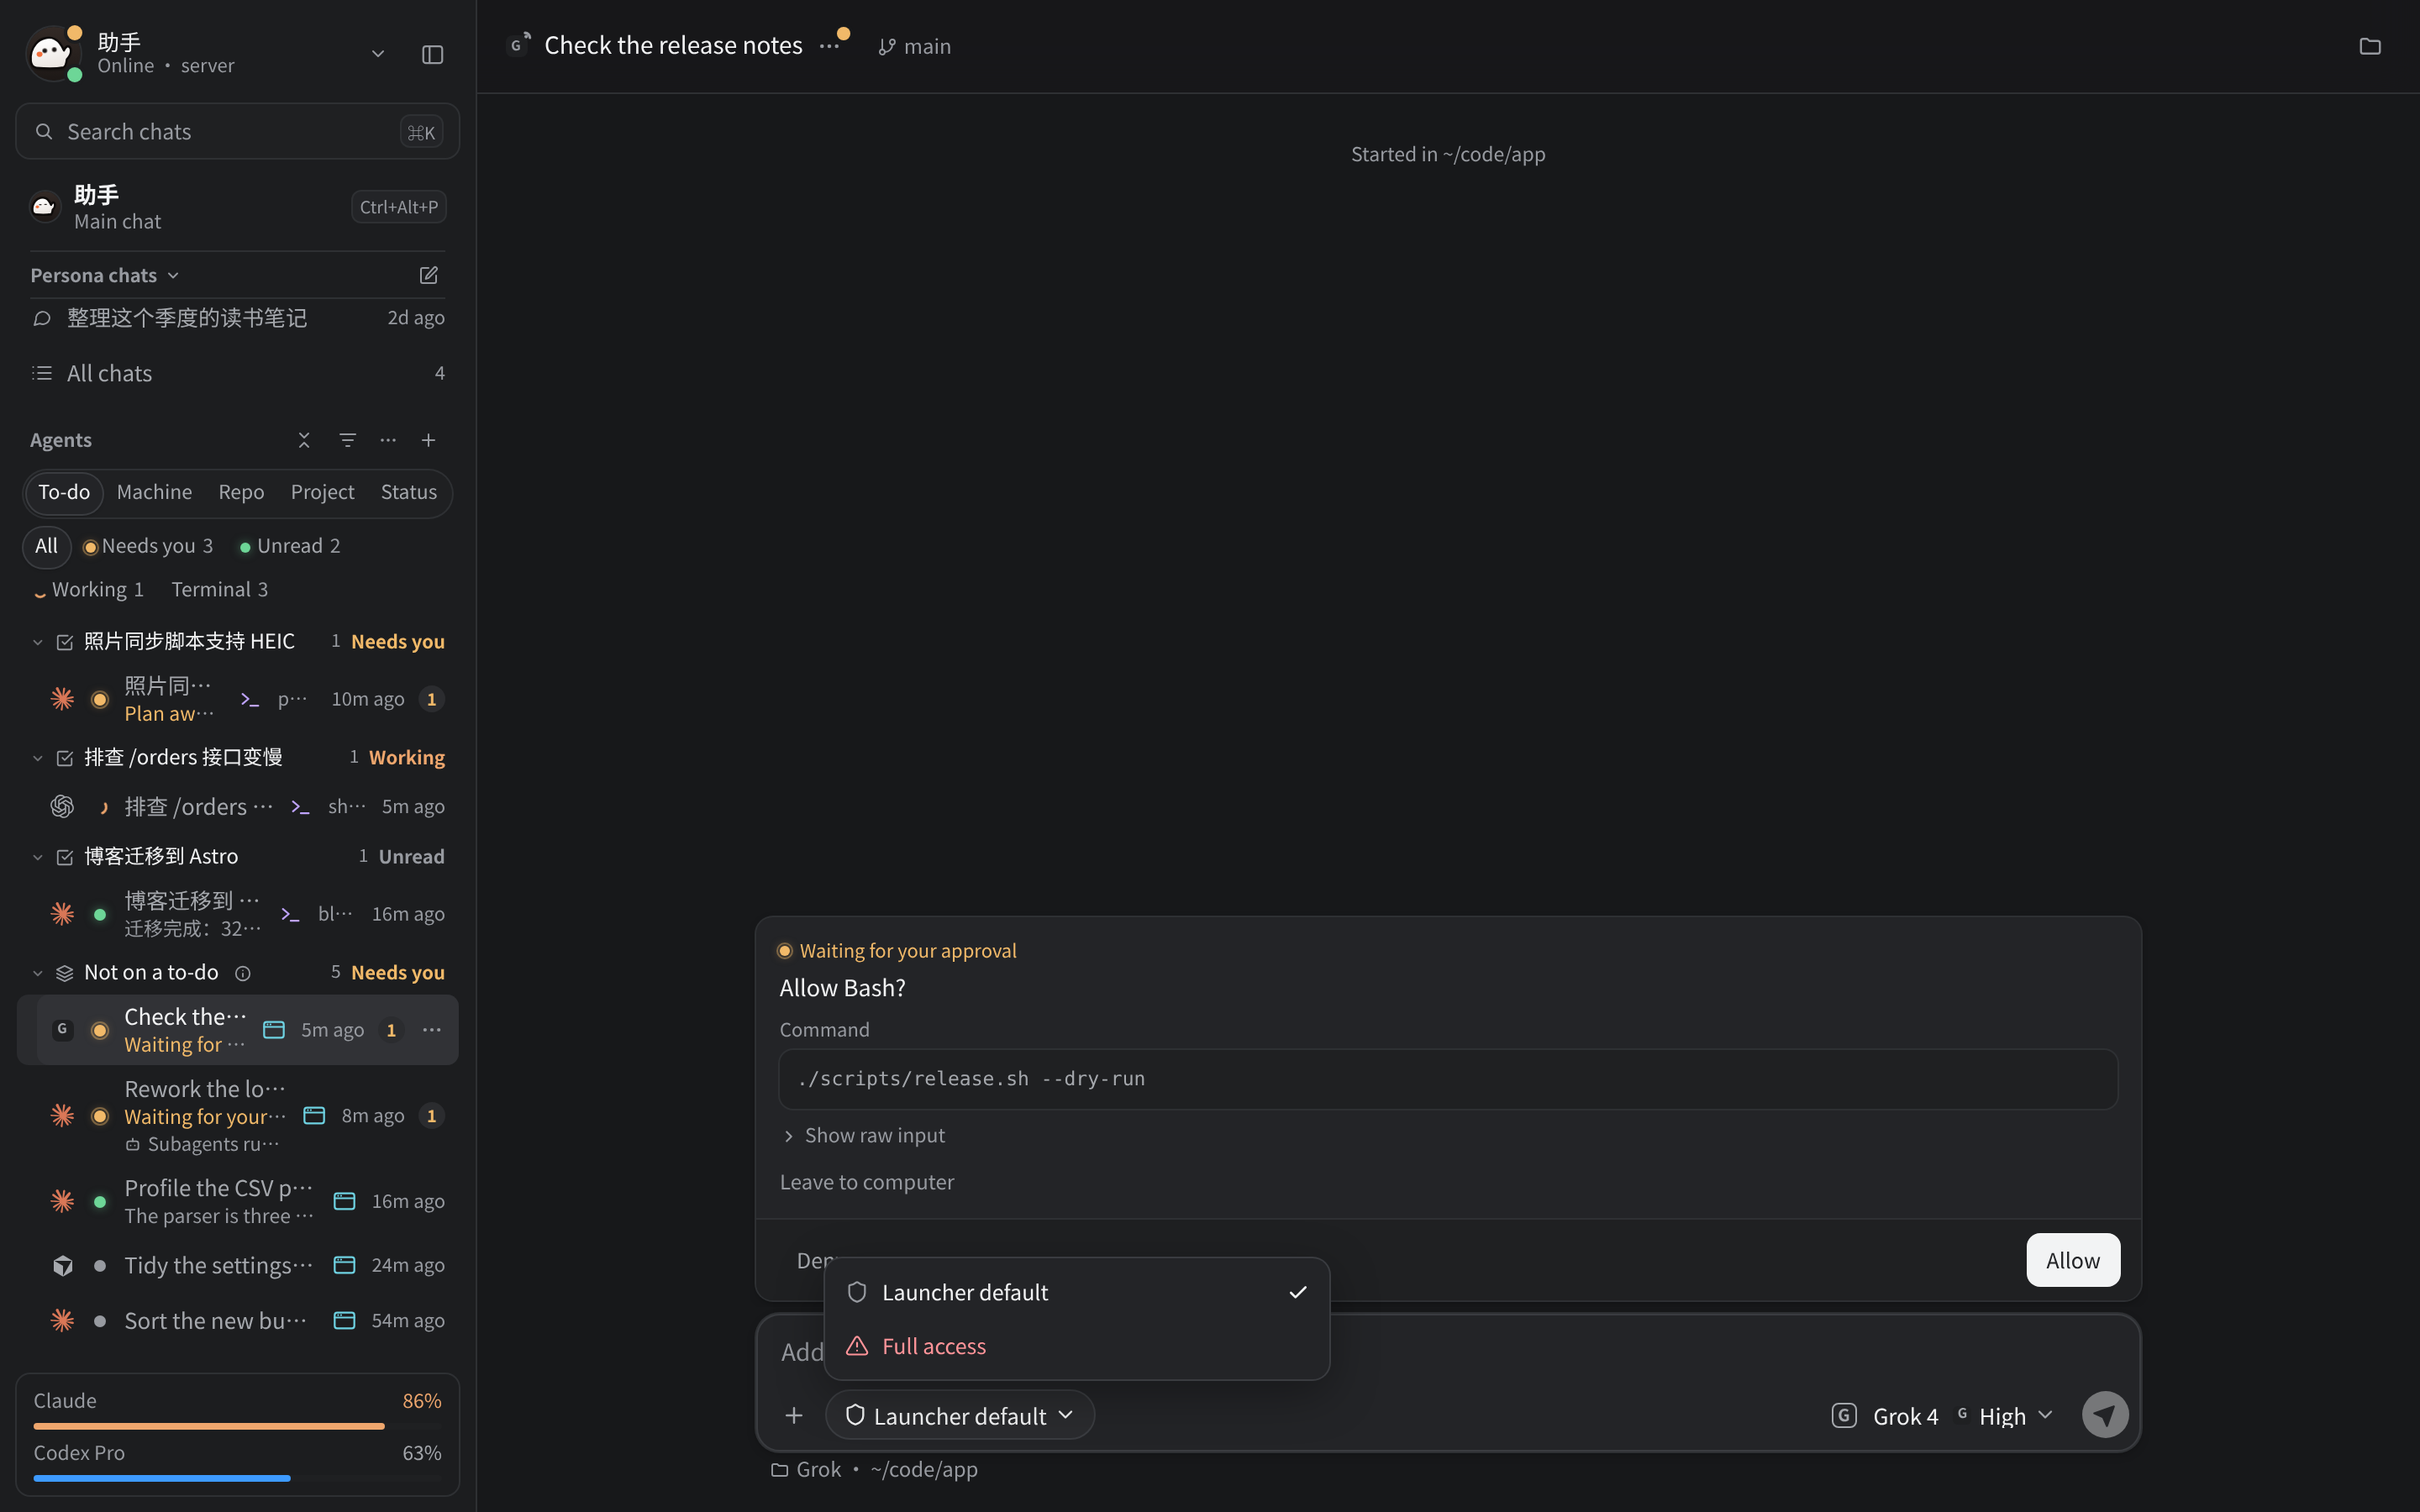 助手
Online • server
Search chats ⌘K
助手
Main chat
Ctrl+Alt+P
Persona chats
整理这个季度的读书笔记 2d ago
All chats 4
Agents
To-do Machine Repo Project Status
All Needs you 3 Unread 2
Working 1 Terminal 3
照片同步脚本支持 HEIC 1 Needs you
照片同… p… 10m ago 1
Plan aw…
排查 /orders 接口变慢 1 Working
排查 /orders … sh… 5m ago
博客迁移到 Astro 1 Unread
博客迁移到 … bl… 16m ago
迁移完成：32…
Not on a to-do 5 Needs you
G Check the… 5m ago 1
Waiting for …
Rework the lo…
Waiting for your… 8m ago 1
Subagents ru…
Profile the CSV p… 16m ago
The parser is three …
Tidy the settings… 24m ago
Sort the new bu… 54m ago
Claude 86%
Codex Pro 63%
G Check the release notes main
Started in ~/code/app
Waiting for your approval
Allow Bash?
Command
./scripts/release.sh --dry-run
Show raw input
Leave to computer
Allow
Launcher default
Full access
Add
Launcher default
G Grok 4 G High
Grok • ~/code/app